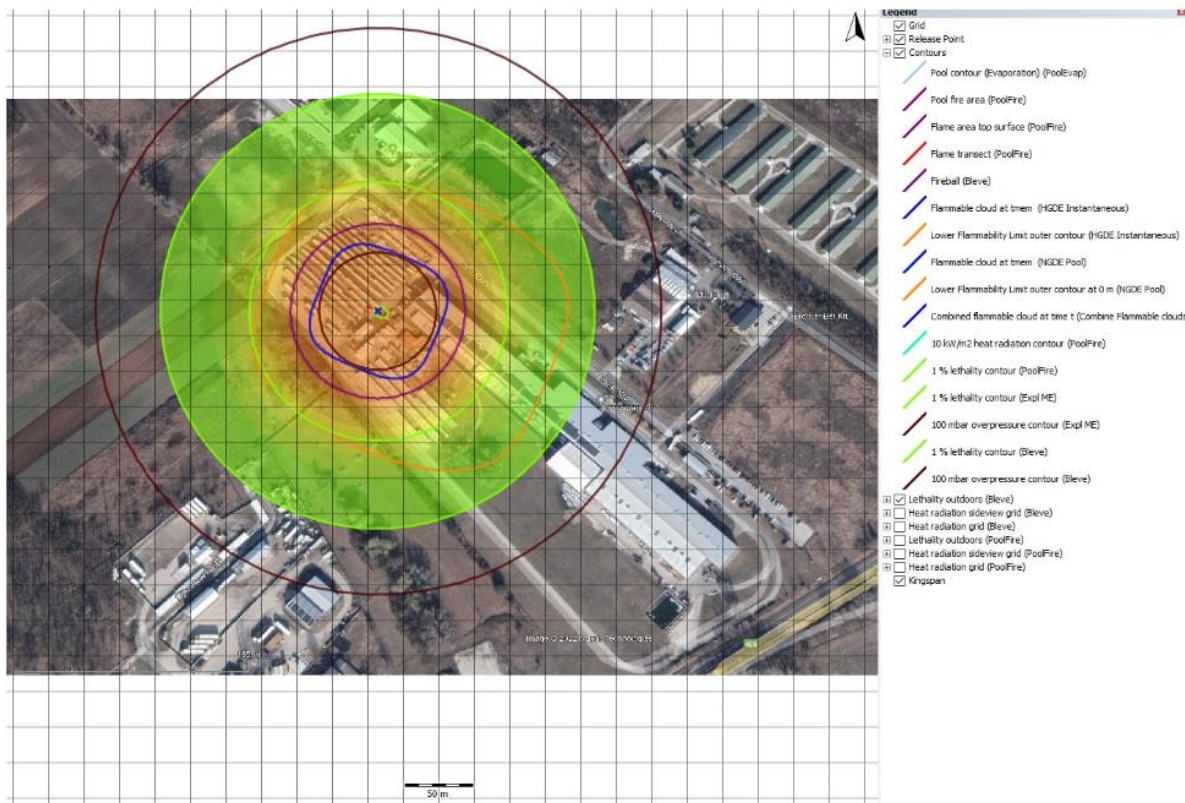 Legend
Grid
Release Point
Contours
Pool contour (Evaporation) (PoolEvap)
Pool fire area (PoolFire)
Flame area top surface (PoolFire)
Flame transect (PoolFire)
Fireball (Bleve)
Flammable cloud at tmem (HGDE Instantaneous)
Lower Flammability Limit outer contour (HGDE Instantaneous)
Flammable cloud at tmem (NGDE Pool)
Lower Flammability Limit outer contour at 0 m (NGDE Pool)
Combined flammable cloud at time t (Combine Flammable clouds
10 kW/m2 heat radiation contour (PoolFire)
1 % lethality contour (PoolFire)
1 % lethality contour (Expl ME)
100 mbar overpressure contour (Expl ME)
1 % lethality contour (Bleve)
100 mbar overpressure contour (Bleve)
Lethality outdoors (Bleve)
Heat radiation sideview grid (Bleve)
Heat radiation grid (Bleve)
Lethality outdoors (PoolFire)
Heat radiation sideview grid (PoolFire)
Heat radiation grid (PoolFire)
Kingspan
Image © 2022 Technologies
50 m